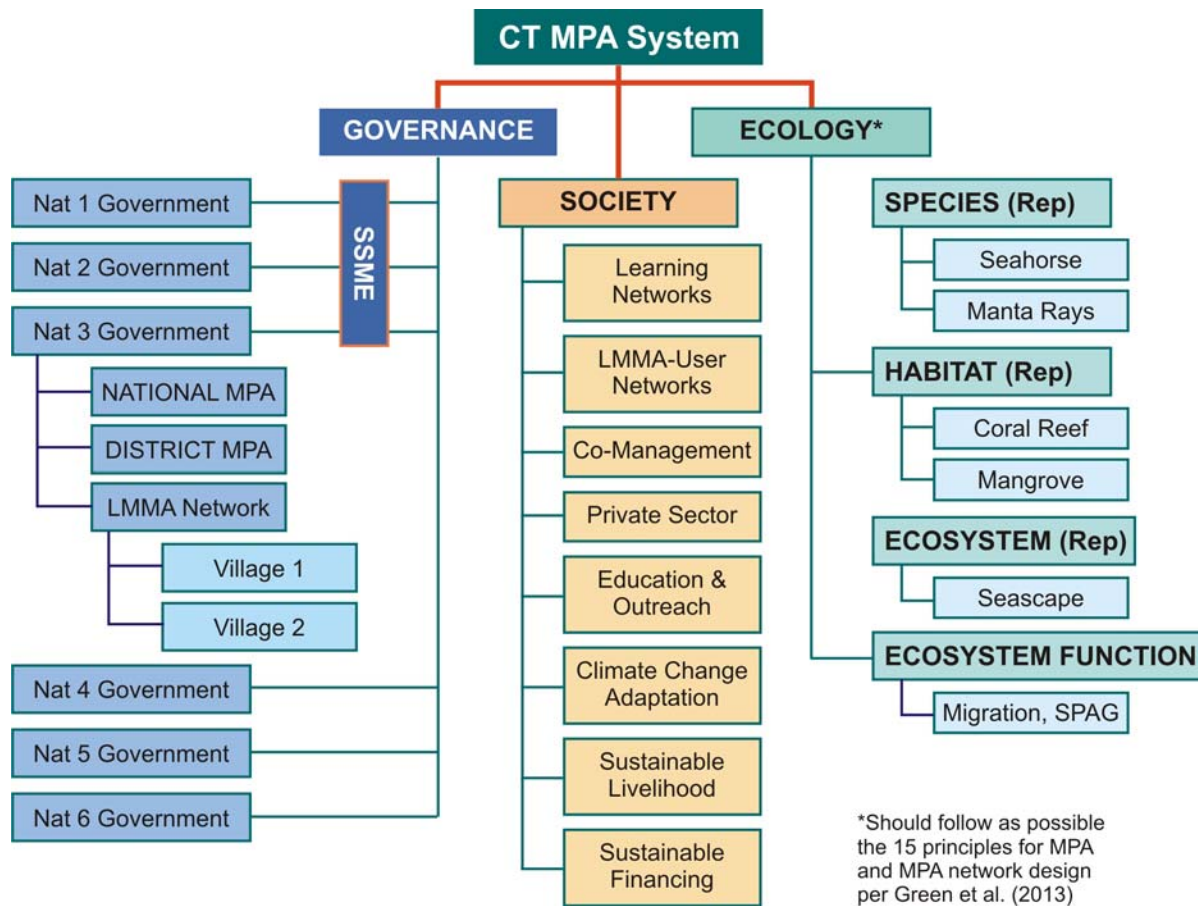 CT MPA System
GOVERNANCE
Nat 1 Government
Nat 2 Government
Nat 3 Government
SSME
NATIONAL MPA
DISTRICT MPA
LMMA Network
Village 1
Village 2
Nat 4 Government
Nat 5 Government
Nat 6 Government
SOCIETY
Learning
Networks
LMMA-User
Networks
Co-Management
Private Sector
Education &
Outreach
Climate Change
Adaptation
Sustainable
Livelihood
Sustainable
Financing
ECOLOGY*
SPECIES (Rep)
Seahorse
Manta Rays
HABITAT (Rep)
Coral Reef
Mangrove
ECOSYSTEM (Rep)
Seascape
ECOSYSTEM FUNCTION
Migration, SPAG
*Should follow as possible
the 15 principles for MPA
and MPA network design
per Green et al. (2013)